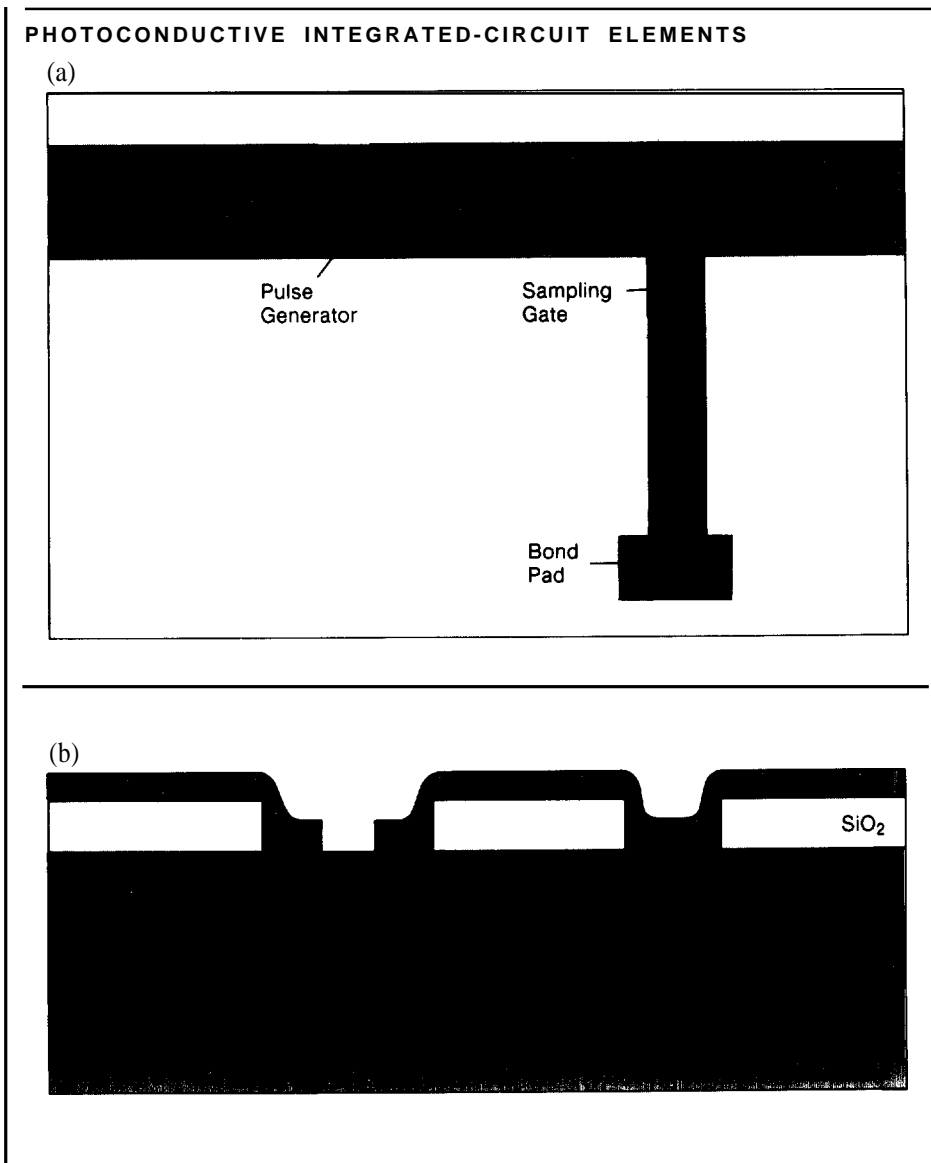 PHOTOCONDUCTIVE INTEGRATED-CIRCUIT ELEMENTS
(a)
Pulse
Generator
Sampling
Gate
Bond
Pad
(b)
SiO₂